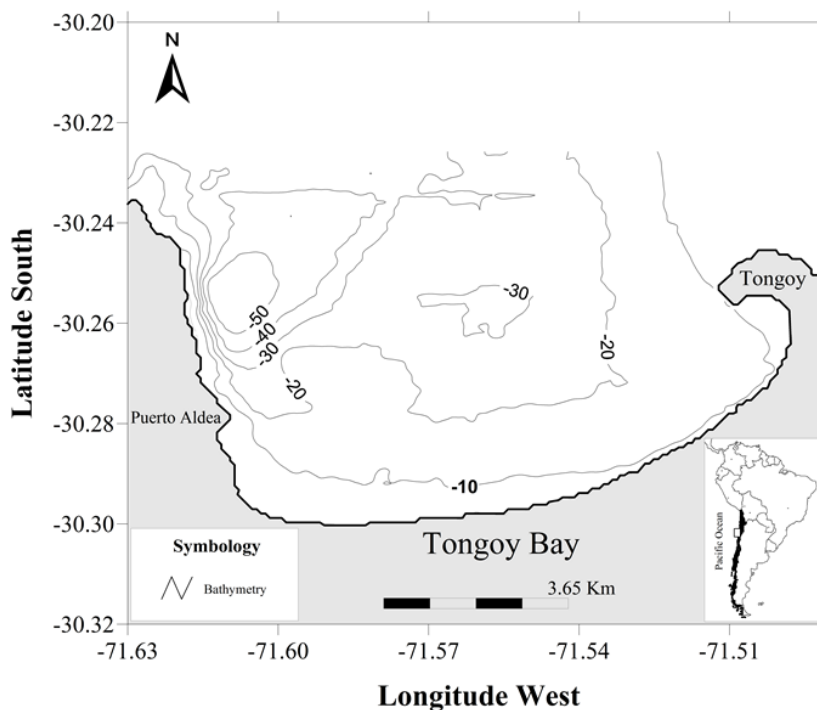 N
-30.20
-30.22
-30.24
-30.26
-30.28
-30.30
-30.32
Latitude South
Tongoy
-30
-50
-40
-30
-20
-20
Puerto Aldea
-10
Tongoy Bay
Symbology
Bathymetry
3.65 Km
Pacific Ocean
-71.63
-71.60
-71.57
-71.54
-71.51
Longitude West